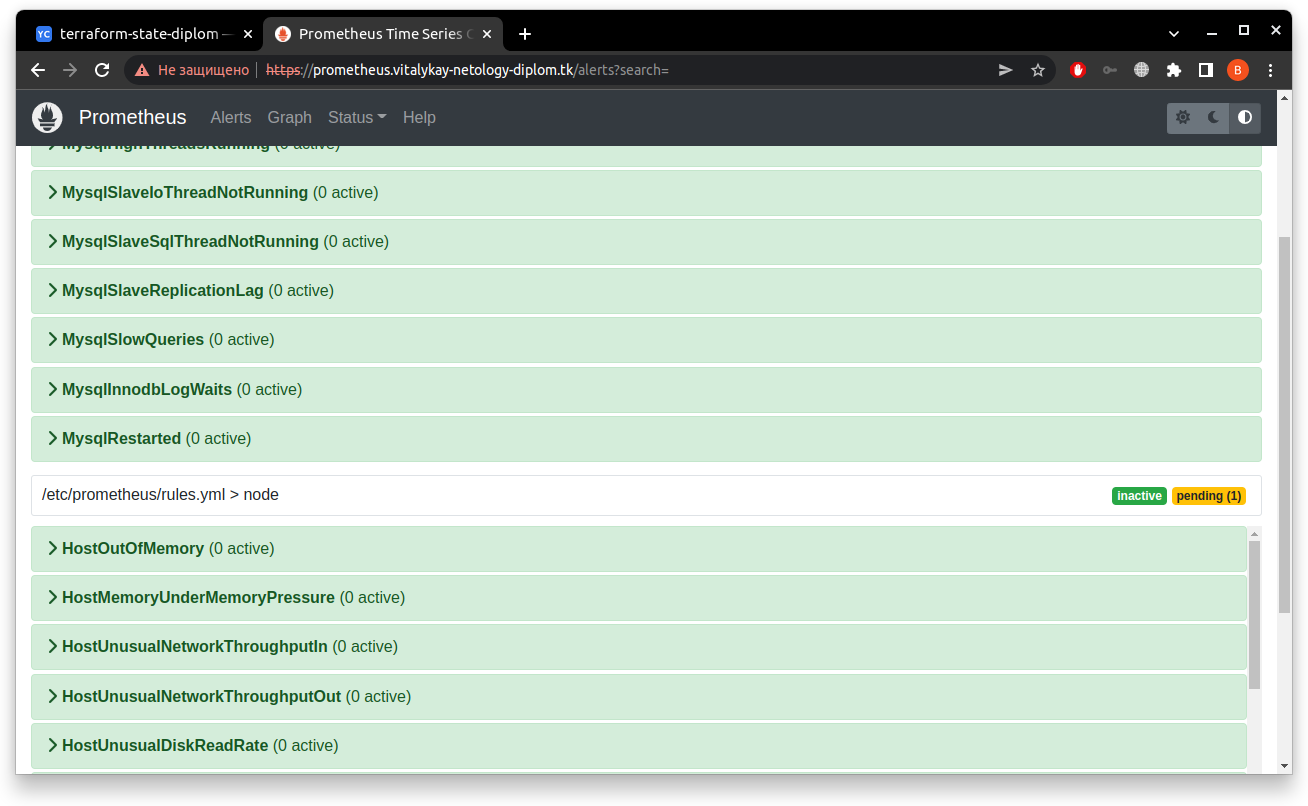 YC terraform-state-diplom — Prometheus Time Series C
Не защищено https://prometheus.vitalykay-netology-diplom.tk/alerts?search= B
Prometheus Alerts Graph Status Help
MysqlHighThreadsRunning (0 active)
MysqlSlaveIoThreadNotRunning (0 active)
MysqlSlaveSqlThreadNotRunning (0 active)
MysqlSlaveReplicationLag (0 active)
MysqlSlowQueries (0 active)
MysqlInnodbLogWaits (0 active)
MysqlRestarted (0 active)
/etc/prometheus/rules.yml > node inactive pending (1)
HostOutOfMemory (0 active)
HostMemoryUnderMemoryPressure (0 active)
HostUnusualNetworkThroughputIn (0 active)
HostUnusualNetworkThroughputOut (0 active)
HostUnusualDiskReadRate (0 active)